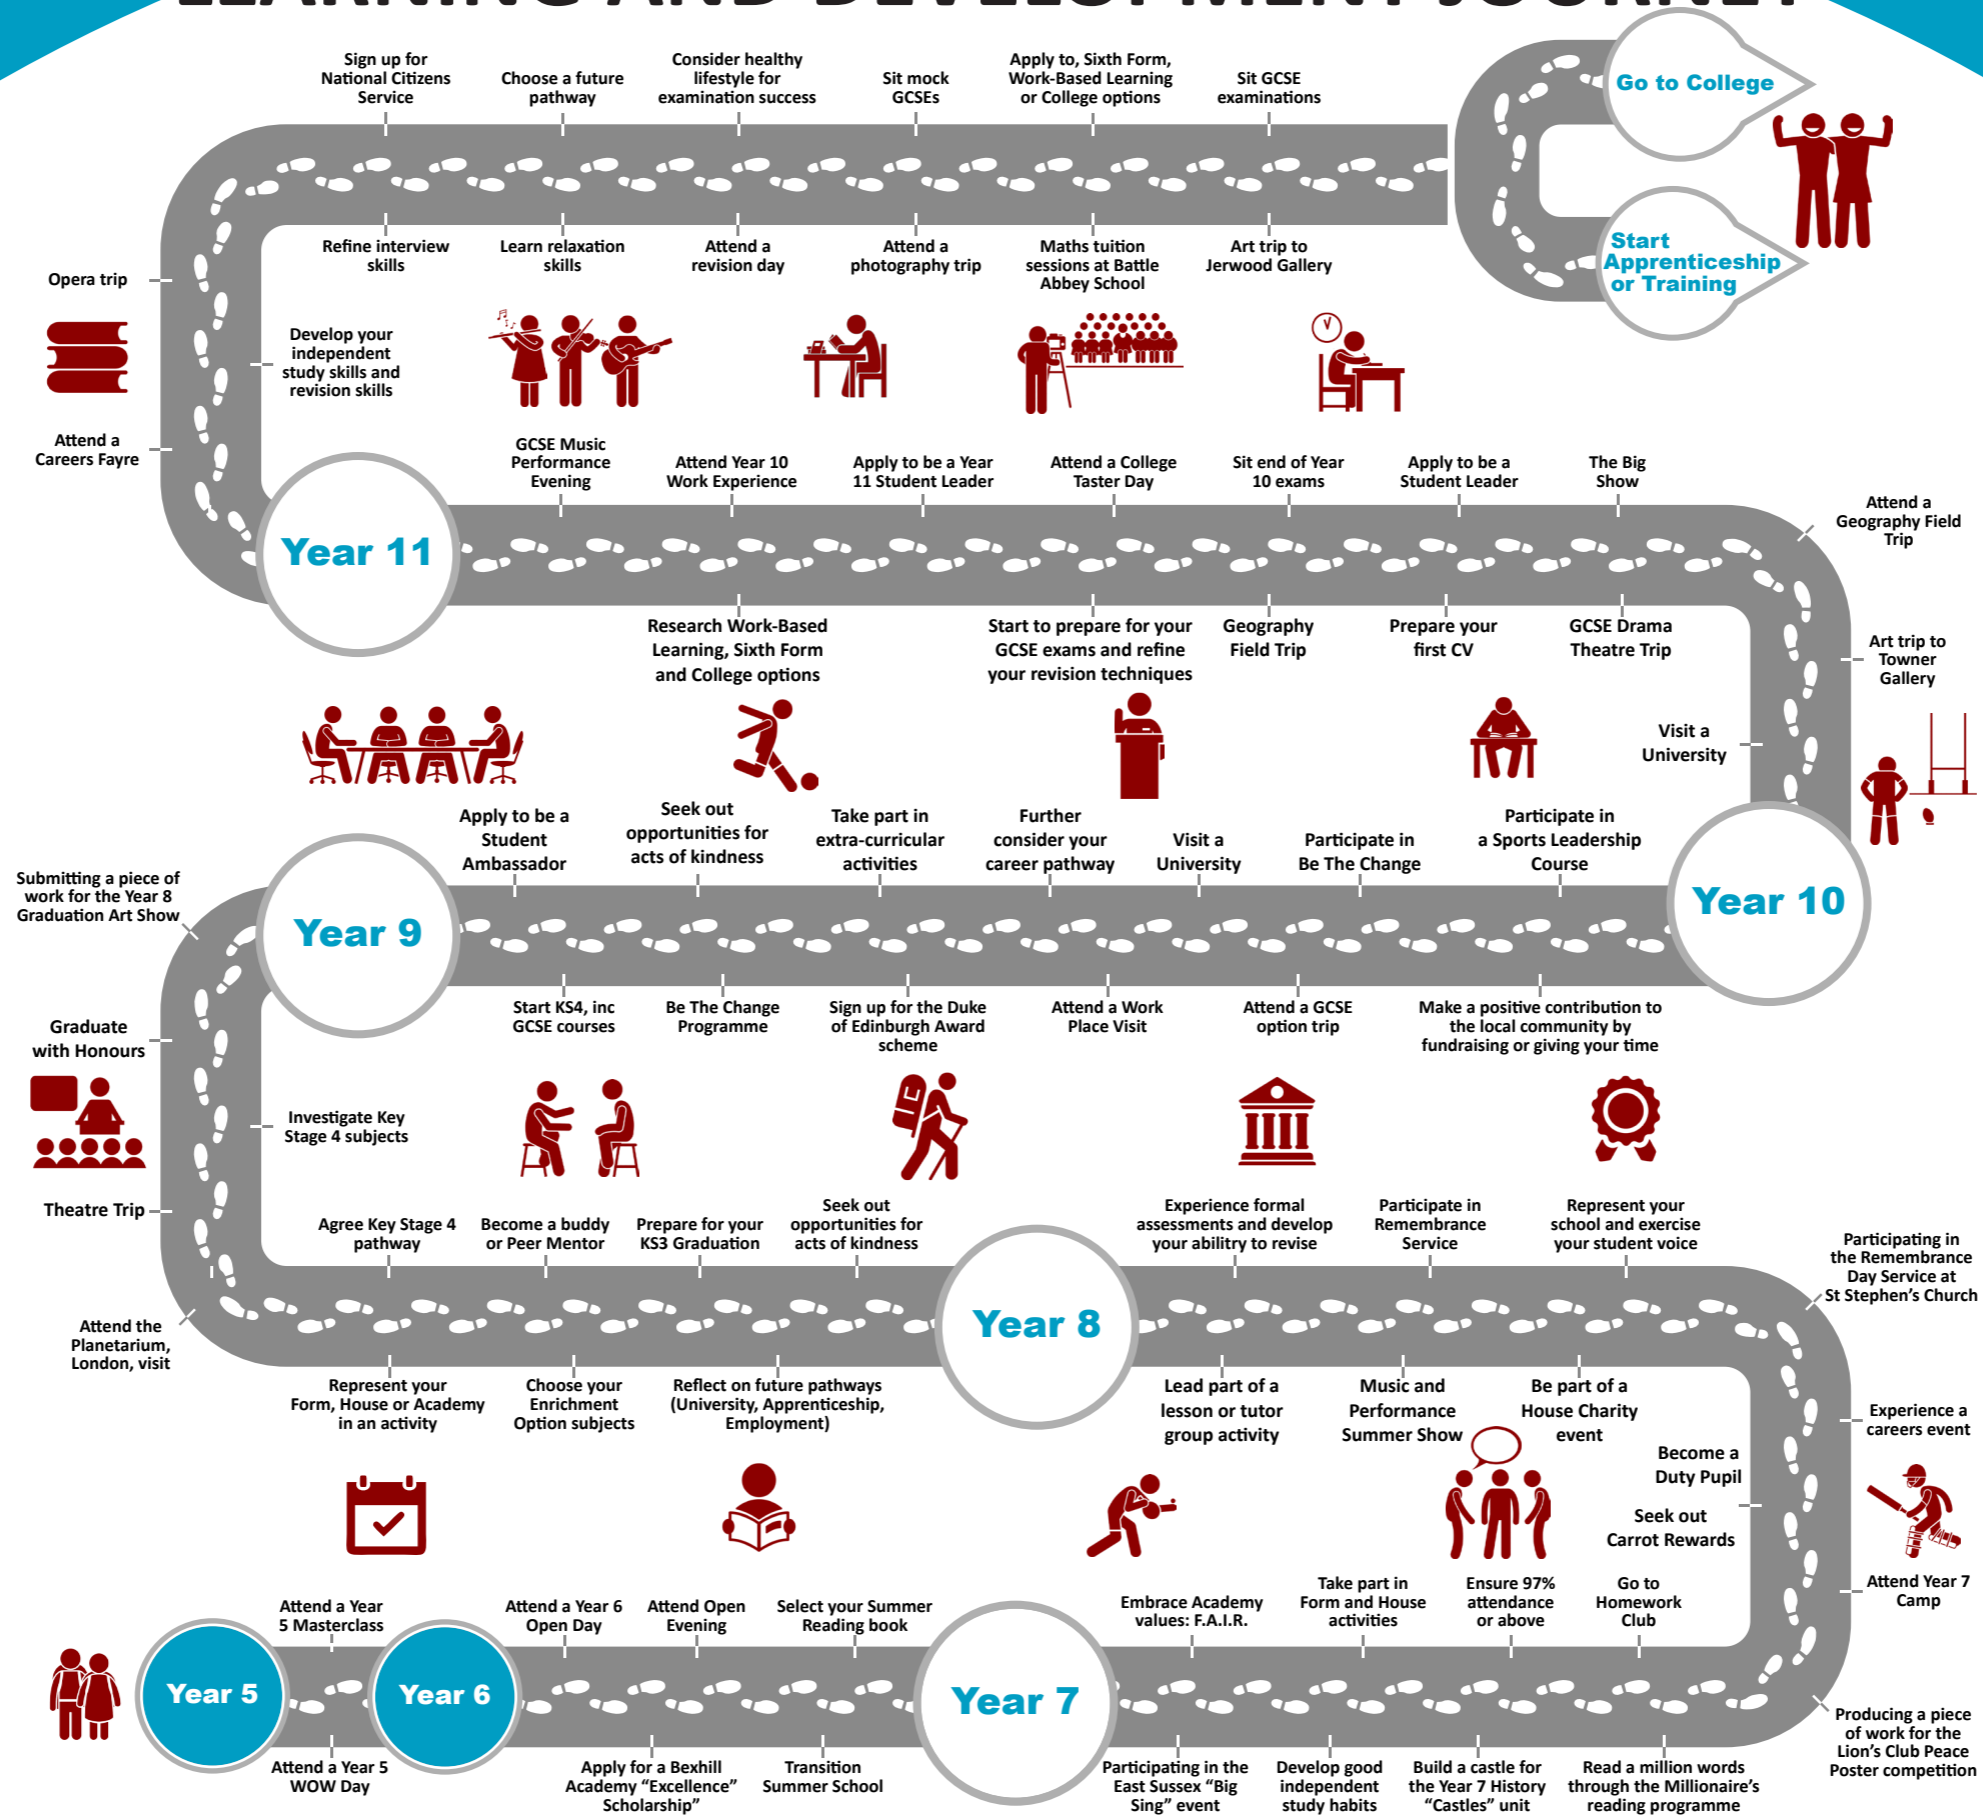 LEARNING AND DEVELOPMENT JOURNEY
Sign up for
National Citizens
Service
Choose a future
pathway
Consider healthy
lifestyle for
examination success
Sit mock
GCSEs
Apply to, Sixth Form,
Work-Based Learning
or College options
Sit GCSE
examinations
Go to College
Refine interview
skills
Learn relaxation
skills
Attend a
revision day
Attend a
photography trip
Maths tuition
sessions at Battle
Abbey School
Art trip to
Jerwood Gallery
Start
Apprenticeship
or Training
Opera trip
Develop your
independent
study skills and
revision skills
Attend a
Careers Fayre
GCSE Music
Performance
Evening
Attend Year 10
Work Experience
Apply to be a Year
11 Student Leader
Attend a College
Taster Day
Sit end of Year
10 exams
Apply to be a
Student Leader
The Big
Show
Attend a
Geography Field
Trip
Year 11
Research Work-Based
Learning, Sixth Form
and College options
Start to prepare for your
GCSE exams and refine
your revision techniques
Geography
Field Trip
Prepare your
first CV
GCSE Drama
Theatre Trip
Art trip to
Towner
Gallery
Visit a
University
Apply to be a
Student
Ambassador
Seek out
opportunities for
acts of kindness
Take part in
extra-curricular
activities
Further
consider your
career pathway
Visit a
University
Participate in
Be The Change
Participate in
a Sports Leadership
Course
Submitting a piece of
work for the Year 8
Graduation Art Show
Year 9
Year 10
Start KS4, inc
GCSE courses
Be The Change
Programme
Sign up for the Duke
of Edinburgh Award
scheme
Attend a Work
Place Visit
Attend a GCSE
option trip
Make a positive contribution to
the local community by
fundraising or giving your time
Graduate
with Honours
Investigate Key
Stage 4 subjects
Theatre Trip
Agree Key Stage 4
pathway
Become a buddy
or Peer Mentor
Prepare for your
KS3 Graduation
Seek out
opportunities for
acts of kindness
Experience formal
assessments and develop
your abilitry to revise
Participate in
Remembrance
Service
Represent your
school and exercise
your student voice
Participating in
the Remembrance
Day Service at
St Stephen's Church
Year 8
Attend the
Planetarium,
London, visit
Represent your
Form, House or Academy
in an activity
Choose your
Enrichment
Option subjects
Reflect on future pathways
(University, Apprenticeship,
Employment)
Lead part of a
lesson or tutor
group activity
Music and
Performance
Summer Show
Be part of a
House Charity
event
Experience a
careers event
Become a
Duty Pupil
Seek out
Carrot Rewards
Attend a Year
5 Masterclass
Attend a Year 6
Open Day
Attend Open
Evening
Select your Summer
Reading book
Embrace Academy
values: F.A.I.R.
Take part in
Form and House
activities
Ensure 97%
attendance
or above
Go to
Homework
Club
Attend Year 7
Camp
Year 5
Year 6
Year 7
Attend a Year 5
WOW Day
Apply for a Bexhill
Academy “Excellence”
Scholarship”
Transition
Summer School
Participating in the
East Sussex “Big
Sing” event
Develop good
independent
study habits
Build a castle for
the Year 7 History
“Castles” unit
Read a million words
through the Millionaire's
reading programme
Producing a piece
of work for the
Lion's Club Peace
Poster competition